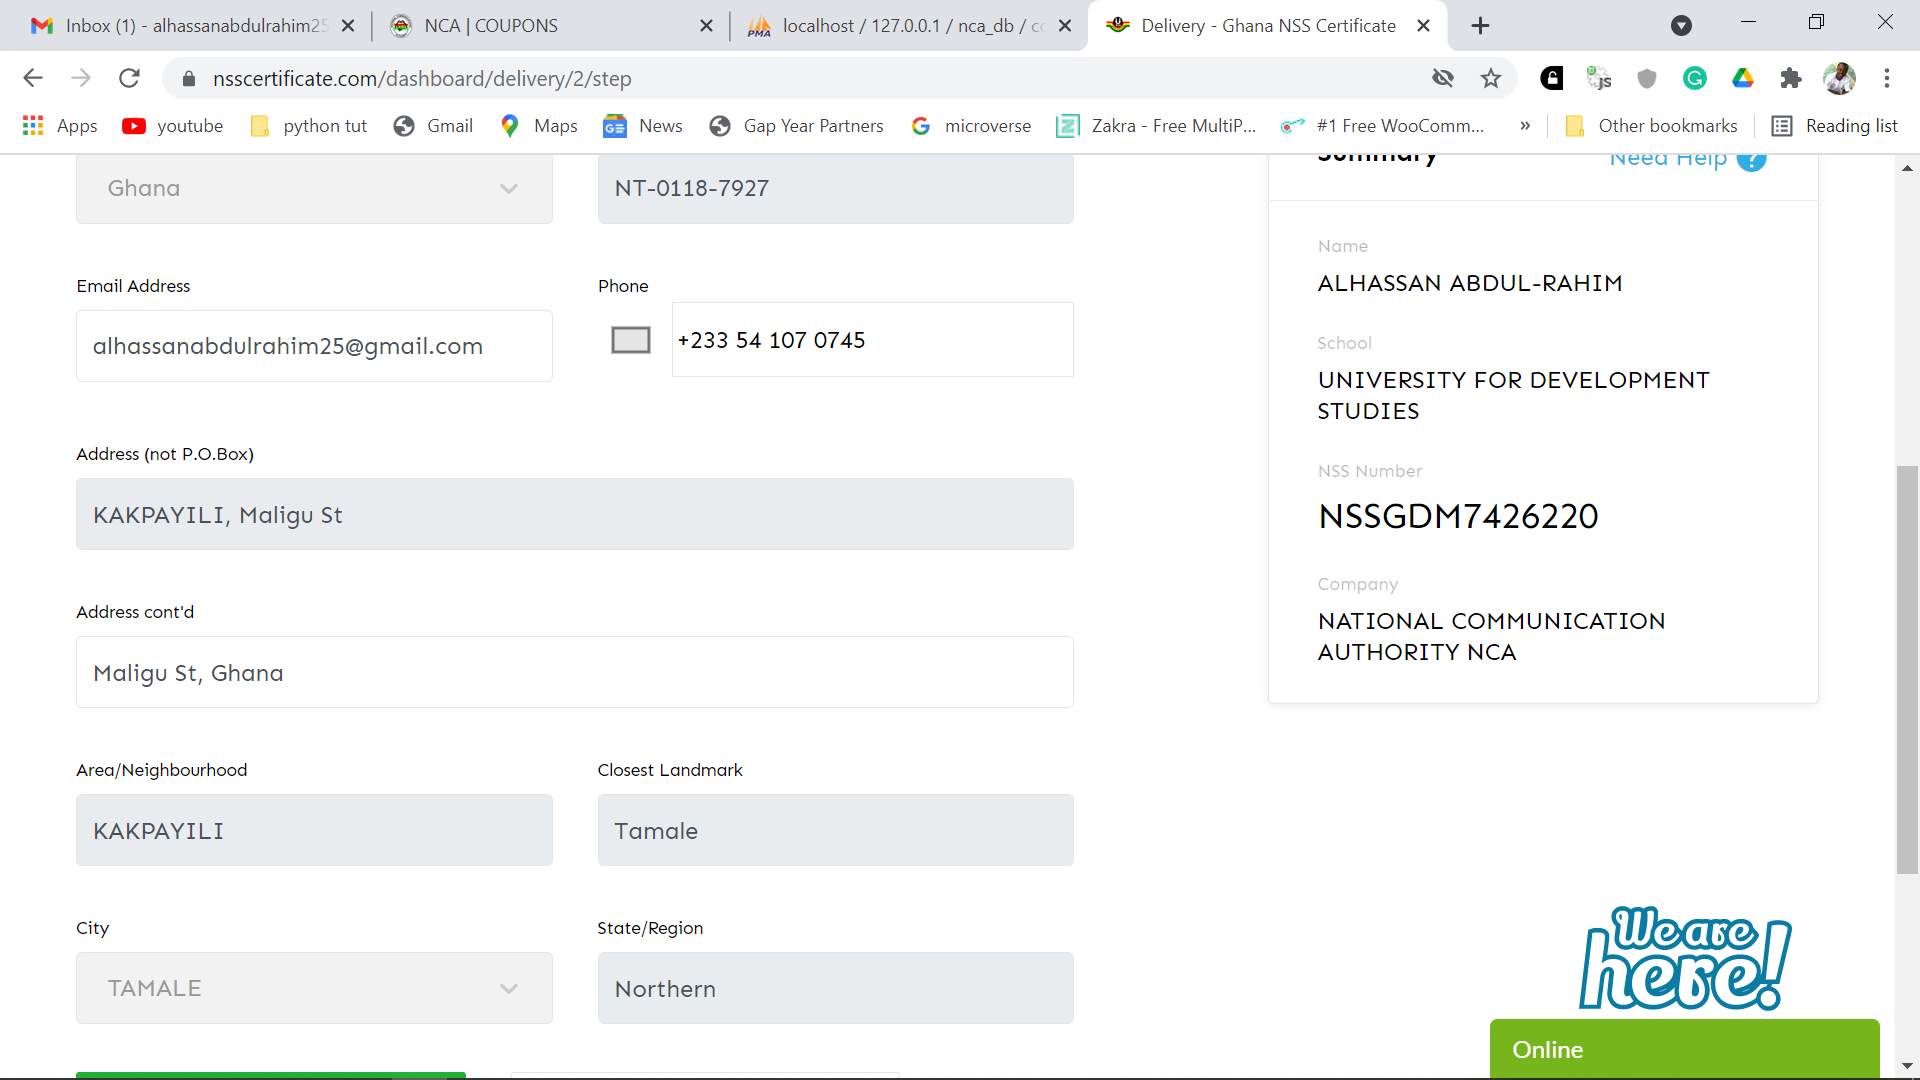 Inbox (1) - alhassanabdulrahim25
NCA | COUPONS
PMA
localhost / 127.0.0.1 / nca_db / cc
Delivery - Ghana NSS Certificate
nsscertificate.com/dashboard/delivery/2/step
Apps
youtube
python tut
Gmail
Maps
News
Gap Year Partners
microverse
Zakra - Free MultiP...
#1 Free WooComm...
»
Other bookmarks
Reading list
Ghana
NT-0118-7927
Summary
Need Help ?
Email Address
Phone
alhassanabdulrahim25@gmail.com
+233 54 107 0745
Address (not P.O.Box)
KAKPAYILI, Maligu St
Address cont'd
Maligu St, Ghana
Area/Neighbourhood
Closest Landmark
KAKPAYILI
Tamale
City
State/Region
TAMALE
Northern
Name
ALHASSAN ABDUL-RAHIM
School
UNIVERSITY FOR DEVELOPMENT
STUDIES
NSS Number
NSSGDM7426220
Company
NATIONAL COMMUNICATION
AUTHORITY NCA
We are
here!
Online